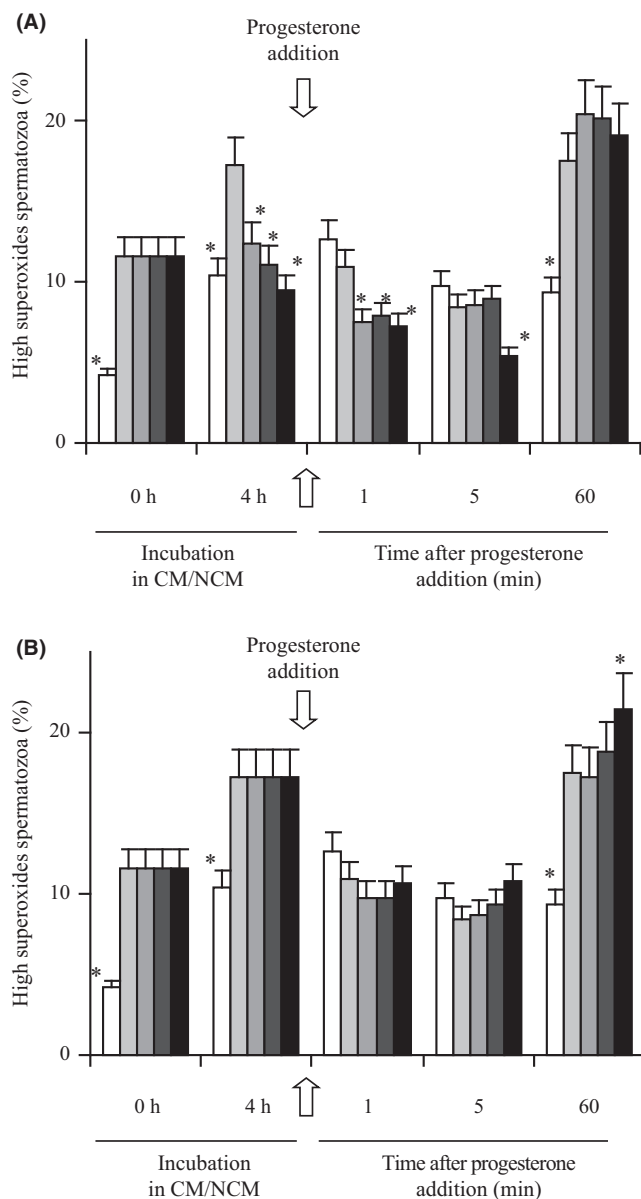 (A)
Progesterone
addition
High superoxides spermatozoa (%)
20
10
0
*
*
*
*
*
*
*
*
*
*
0 h
4 h
1
5
60
Incubation
in CM/NCM
Time after progesterone
addition (min)
(B)
Progesterone
addition
High superoxides spermatozoa (%)
20
10
0
*
*
*
*
0 h
4 h
1
5
60
Incubation
in CM/NCM
Time after progesterone
addition (min)